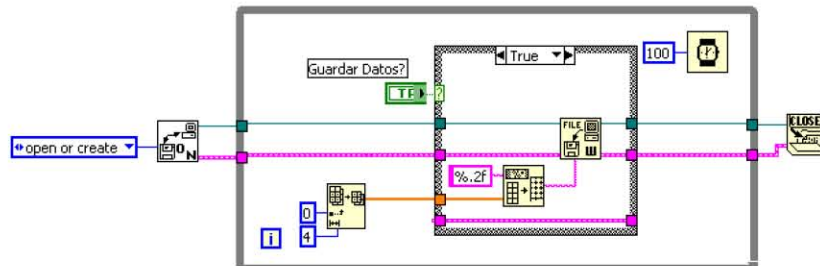 True
100
Guardar Datos?
TF
?
FILE
CLOSE
open or create
O
N
W
%.2f
0
4
i